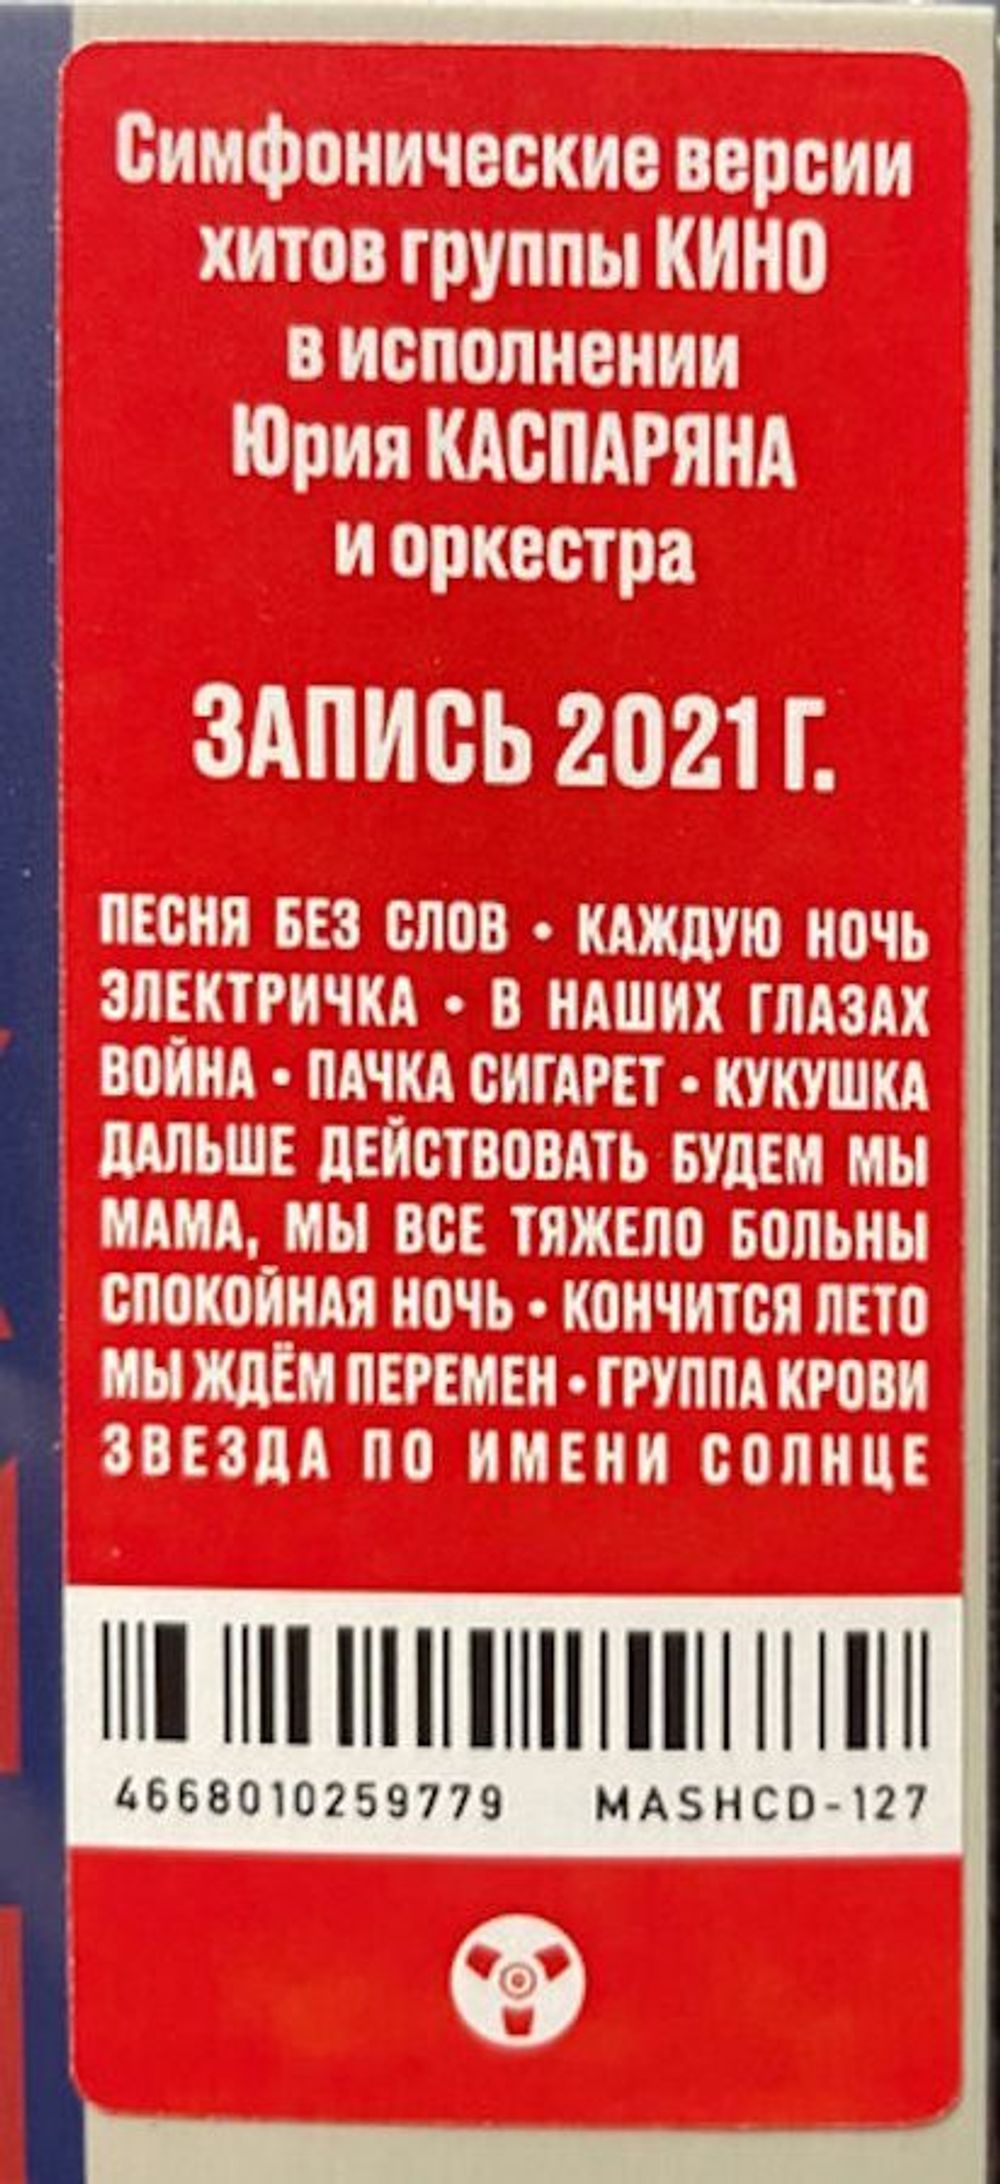 Симфонические версии
хитов группы КИНО
в исполнении
Юрия КАСПАРЯНА
и оркестра
ЗАПИСЬ 2021 Г.
ПЕСНЯ БЕЗ СЛОВ • КАЖДУЮ НОЧЬ
ЭЛЕКТРИЧКА • В НАШИХ ГЛАЗАХ
ВОЙНА • ПАЧКА СИГАРЕТ • КУКУШКА
ДАЛЬШЕ ДЕЙСТВОВАТЬ БУДЕМ МЫ
МАМА, МЫ ВСЕ ТЯЖЕЛО БОЛЬНЫ
СПОКОЙНАЯ НОЧЬ • КОНЧИТСЯ ЛЕТО
МЫ ЖДЁМ ПЕРЕМЕН • ГРУППА КРОВИ
ЗВЕЗДА ПО ИМЕНИ СОЛНЦЕ
4668010259779 MASHCD-127